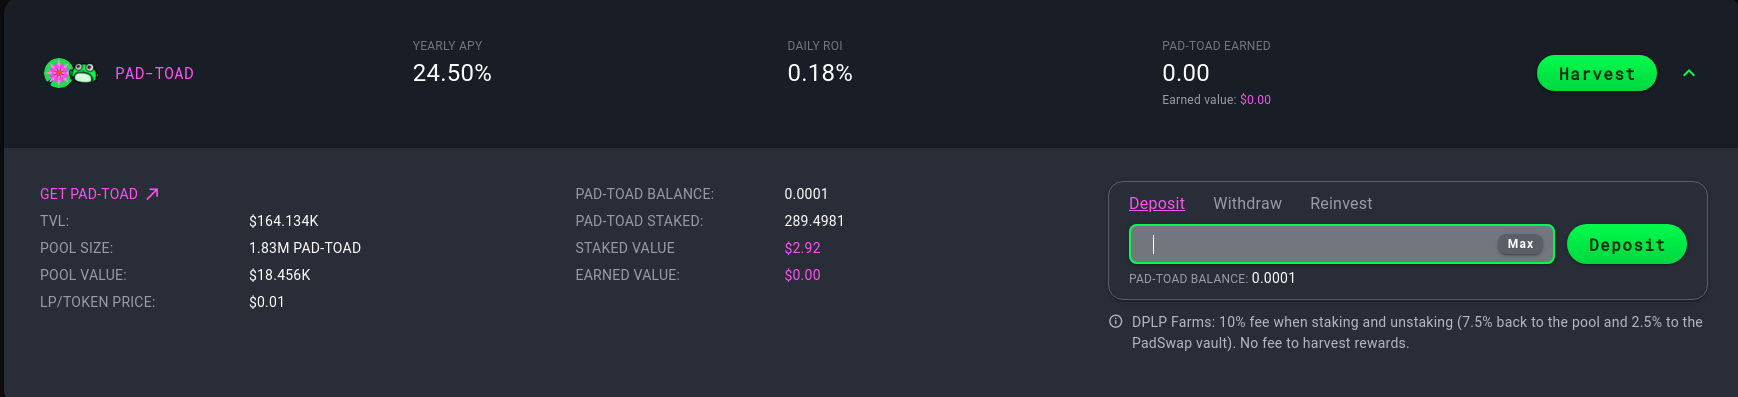 YEARLY APY
DAILY ROI
PAD-TOAD EARNED
PAD-TOAD
24.50%
0.18%
0.00
Harvest
Earned value: $0.00
GET PAD-TOAD
TVL: $164.134K
POOL SIZE: 1.83M PAD-TOAD
POOL VALUE: $18.456K
LP/TOKEN PRICE: $0.01
PAD-TOAD BALANCE: 0.0001
PAD-TOAD STAKED: 289.4981
STAKED VALUE $2.92
EARNED VALUE: $0.00
Deposit Withdraw Reinvest
Max
Deposit
PAD-TOAD BALANCE: 0.0001
DPLP Farms: 10% fee when staking and unstaking (7.5% back to the pool and 2.5% to the
PadSwap vault). No fee to harvest rewards.